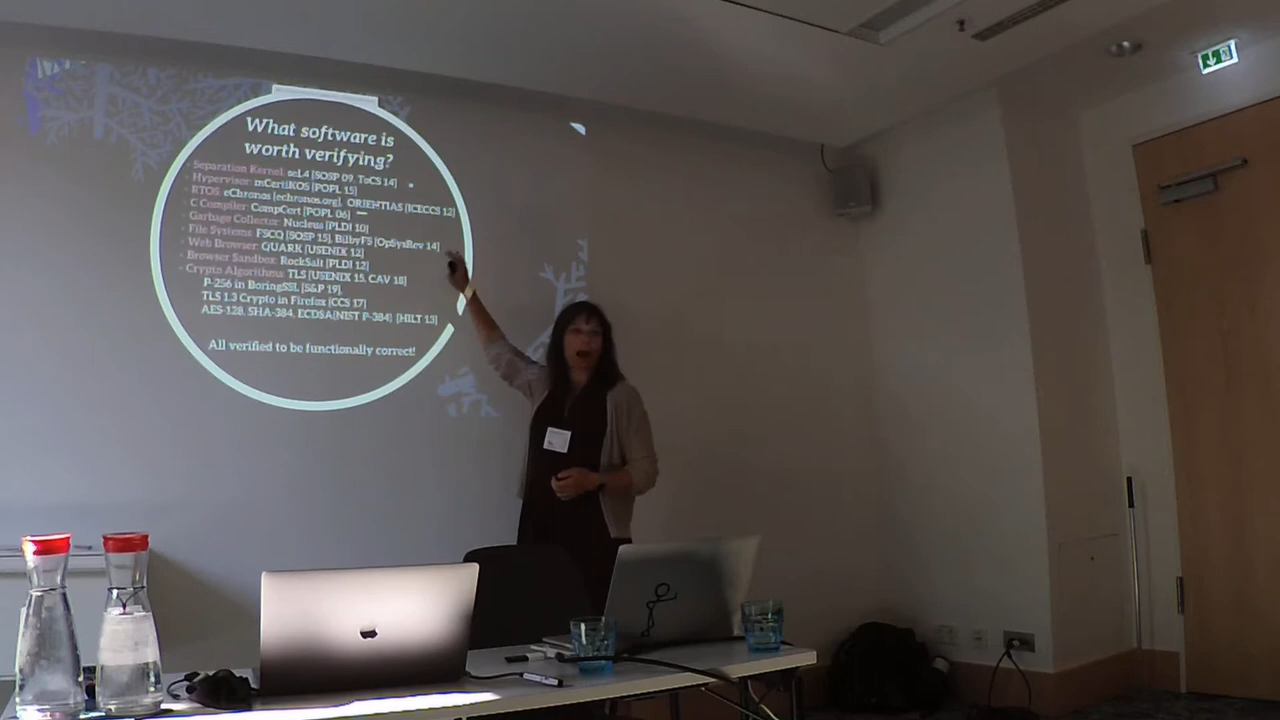 What software is
worth verifying?
Separation Kernel: seL4 [SOSP 09, ToCS 14]
Hypervisor: mCertiKOS [POPL 15]
RTOS: eChronos [echronos.org], ORIENTIAS [ICECCS 12]
C Compiler: CompCert [POPL 06]
Garbage Collector: Nucleus [PLDI 10]
File Systems: FSCQ [SOSP 15], BilbyFS [OpSysRev 14]
Web Browser: QUARK [USENIX 12]
Browser Sandbox: RockSalt [PLDI 12]
Crypto Algorithms: TLS [USENIX 15, CAV 18]
P-256 in BoringSSL [S&P 19],
TLS 1.3 Crypto in Firefox [CCS 17]
AES-128, SHA-384, ECDSA(NIST P-384) [HILT 13]
All verified to be functionally correct!